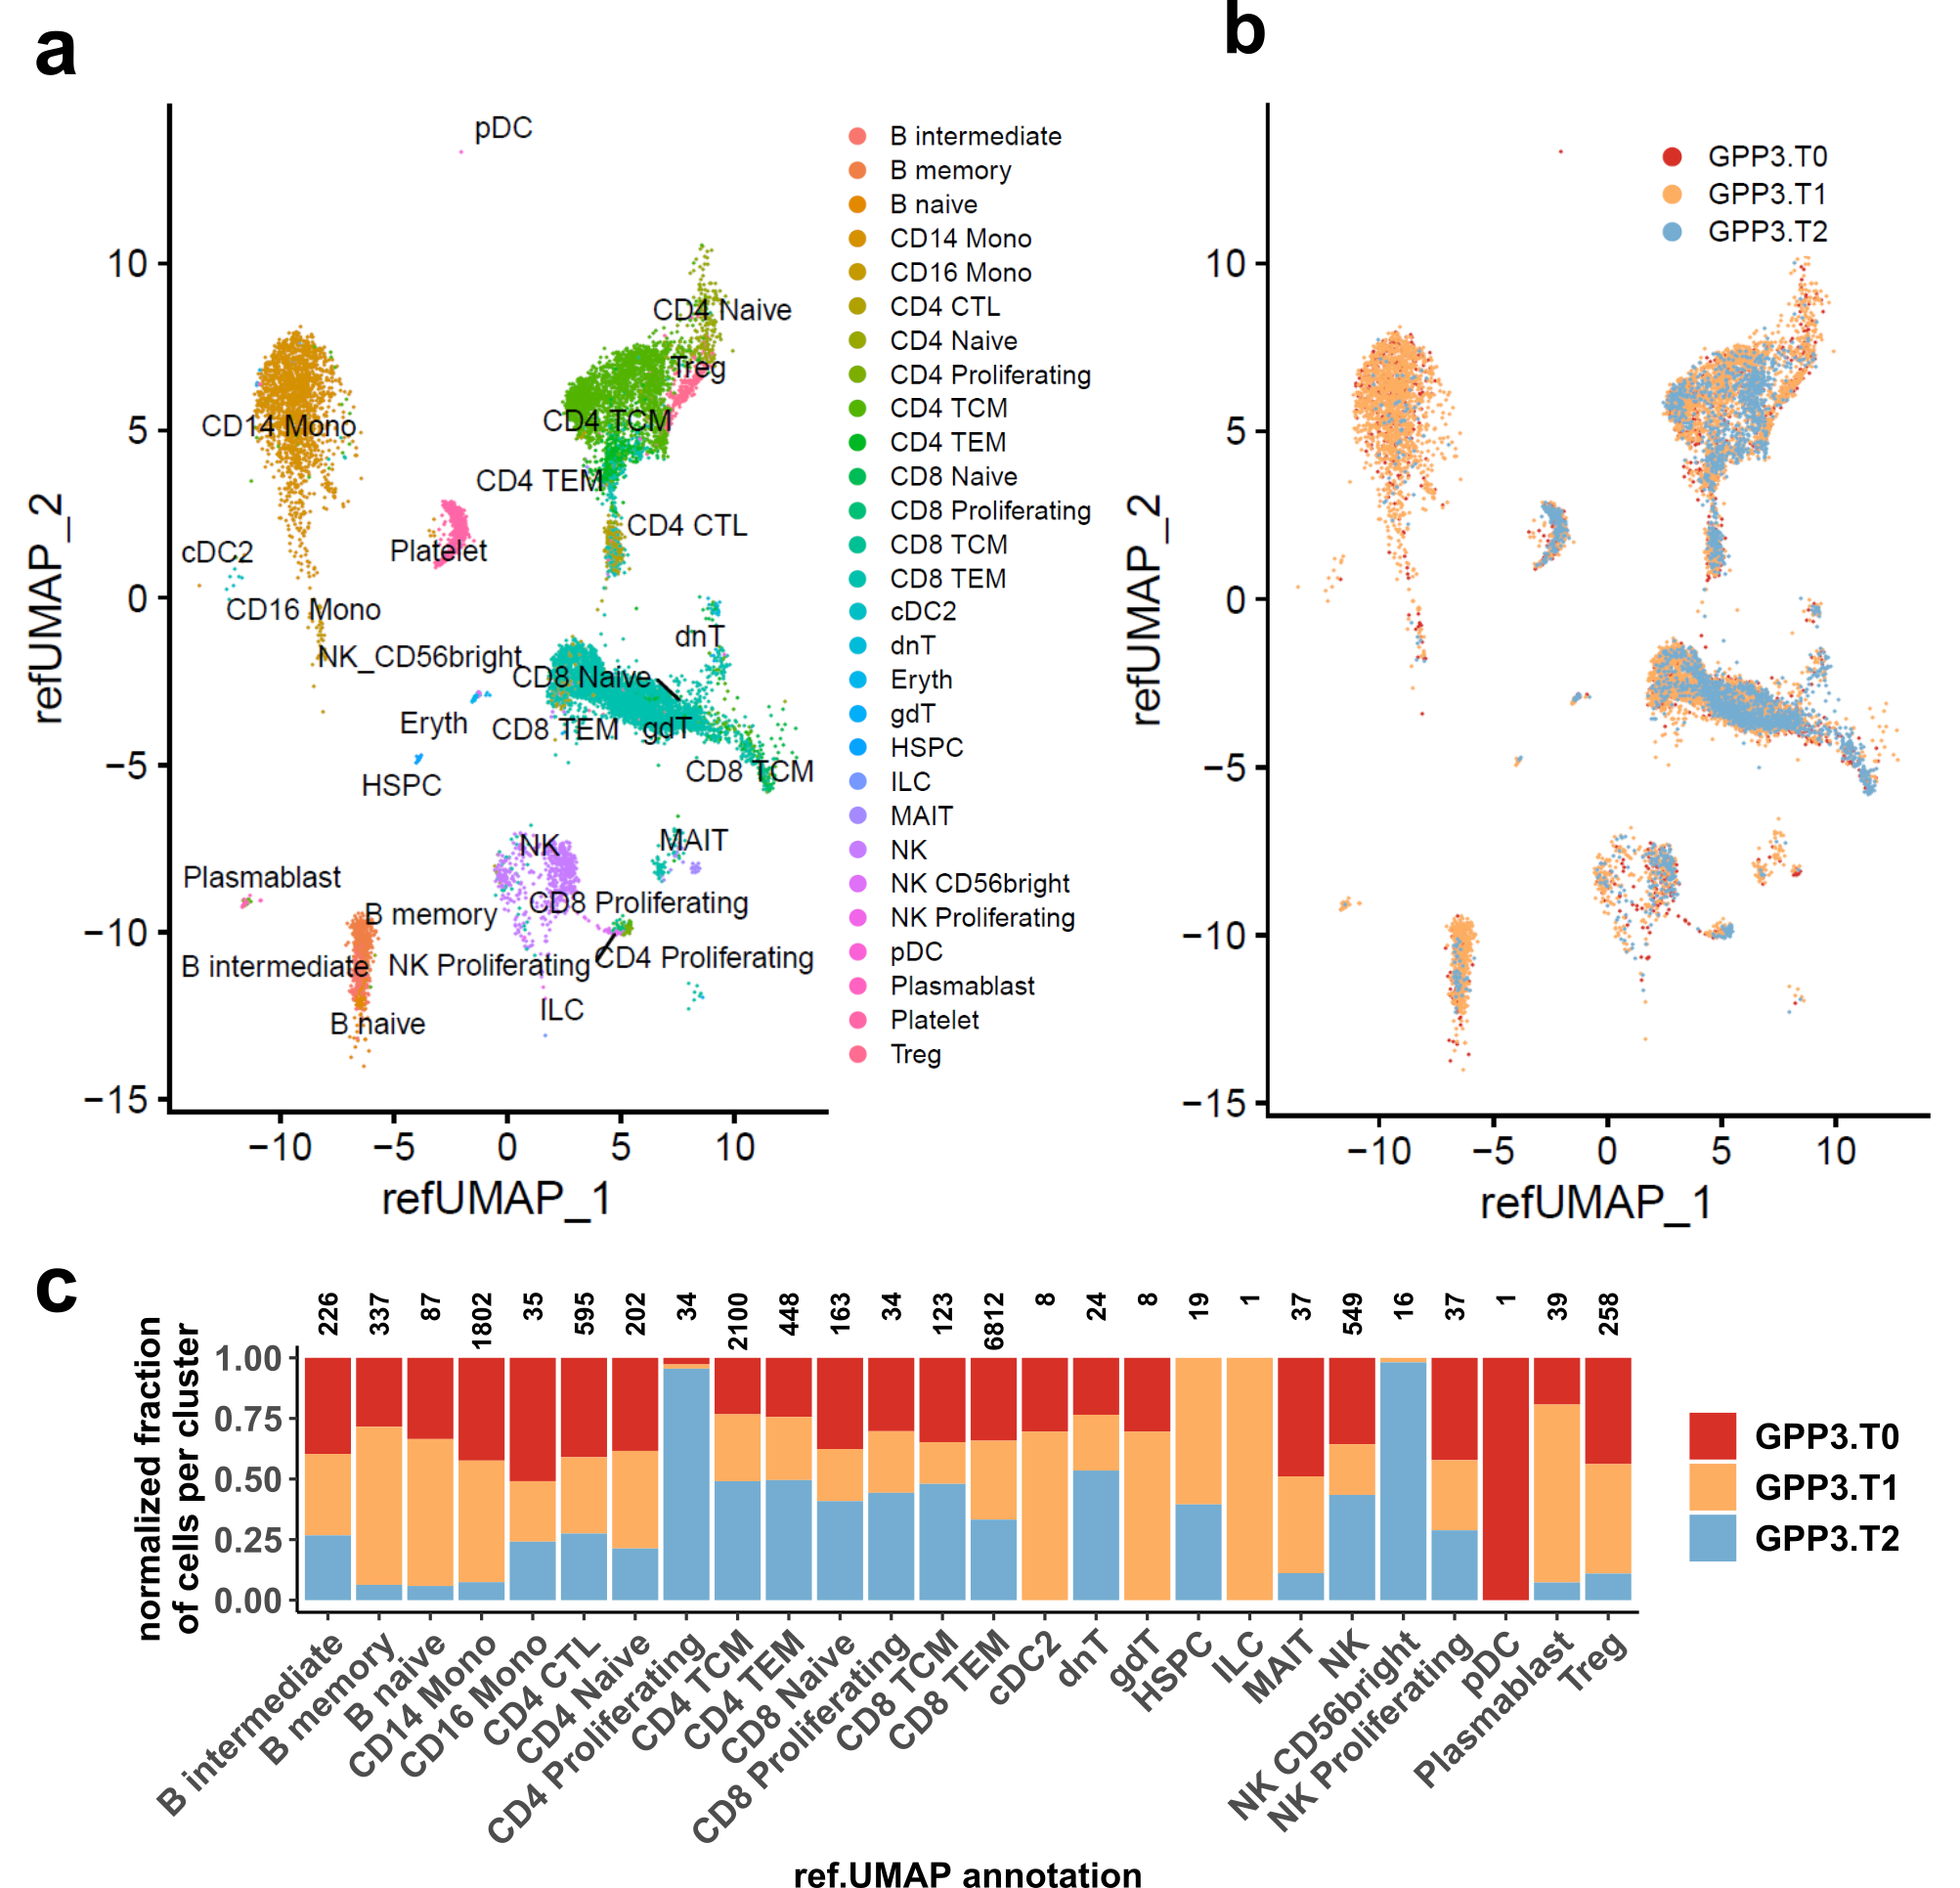 a
b
pDC
CD4 Naive
Treg
CD14 Mono
CD4 TCM
CD4 TEM
CD4 CTL
cDC2
Platelet
CD16 Mono
dnT
NK_CD56bright
CD8 Naive
Eryth
CD8 TEM
gdT
HSPC
CD8 TCM
NK
MAIT
Plasmablast
CD8 Proliferating
B memory
B intermediate
NK Proliferating
CD4 Proliferating
ILC
B naive
10
5
0
−5
−10
−15
refUMAP_2
−10
−5
0
5
10
refUMAP_1
B intermediate
B memory
B naive
CD14 Mono
CD16 Mono
CD4 CTL
CD4 Naive
CD4 Proliferating
CD4 TCM
CD4 TEM
CD8 Naive
CD8 Proliferating
CD8 TCM
CD8 TEM
cDC2
dnT
Eryth
gdT
HSPC
ILC
MAIT
NK
NK CD56bright
NK Proliferating
pDC
Plasmablast
Platelet
Treg
GPP3.T0
GPP3.T1
GPP3.T2
10
5
0
−5
−10
−15
refUMAP_2
−10
−5
0
5
10
refUMAP_1
c
226
337
87
1802
35
595
202
34
2100
448
163
34
123
6812
8
24
8
19
1
37
549
16
37
1
39
258
normalized fraction
of cells per cluster
1.00
0.75
0.50
0.25
0.00
B intermediate
B memory
B naive
CD14 Mono
CD16 Mono
CD4 CTL
CD4 Naive
CD4 Proliferating
CD4 TCM
CD4 TEM
CD8 Naive
CD8 Proliferating
CD8 TCM
CD8 TEM
cDC2
dnT
gdT
HSPC
ILC
MAIT
NK
NK CD56bright
NK Proliferating
pDC
Plasmablast
Treg
ref.UMAP annotation
GPP3.T0
GPP3.T1
GPP3.T2